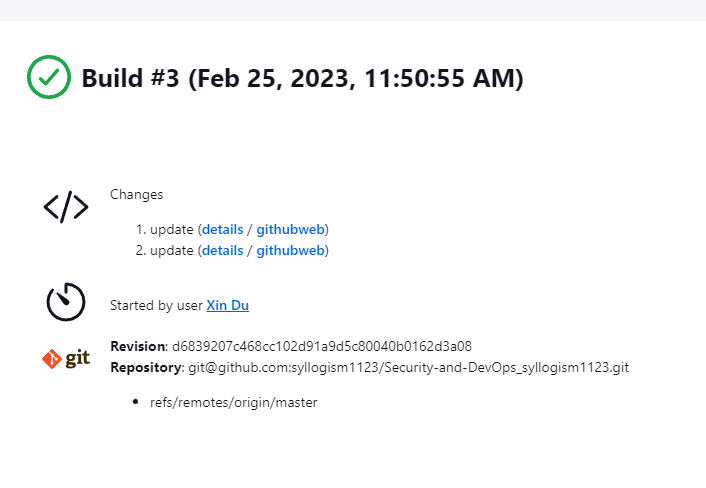 Build #3 (Feb 25, 2023, 11:50:55 AM)
Changes
1. update (details / githubweb)
2. update (details / githubweb)
Started by user Xin Du
git
Revision: d6839207c468cc102d91a9d5c80040b0162d3a08
Repository: git@github.com:syllogism1123/Security-and-DevOps_syllogism1123.git
• refs/remotes/origin/master